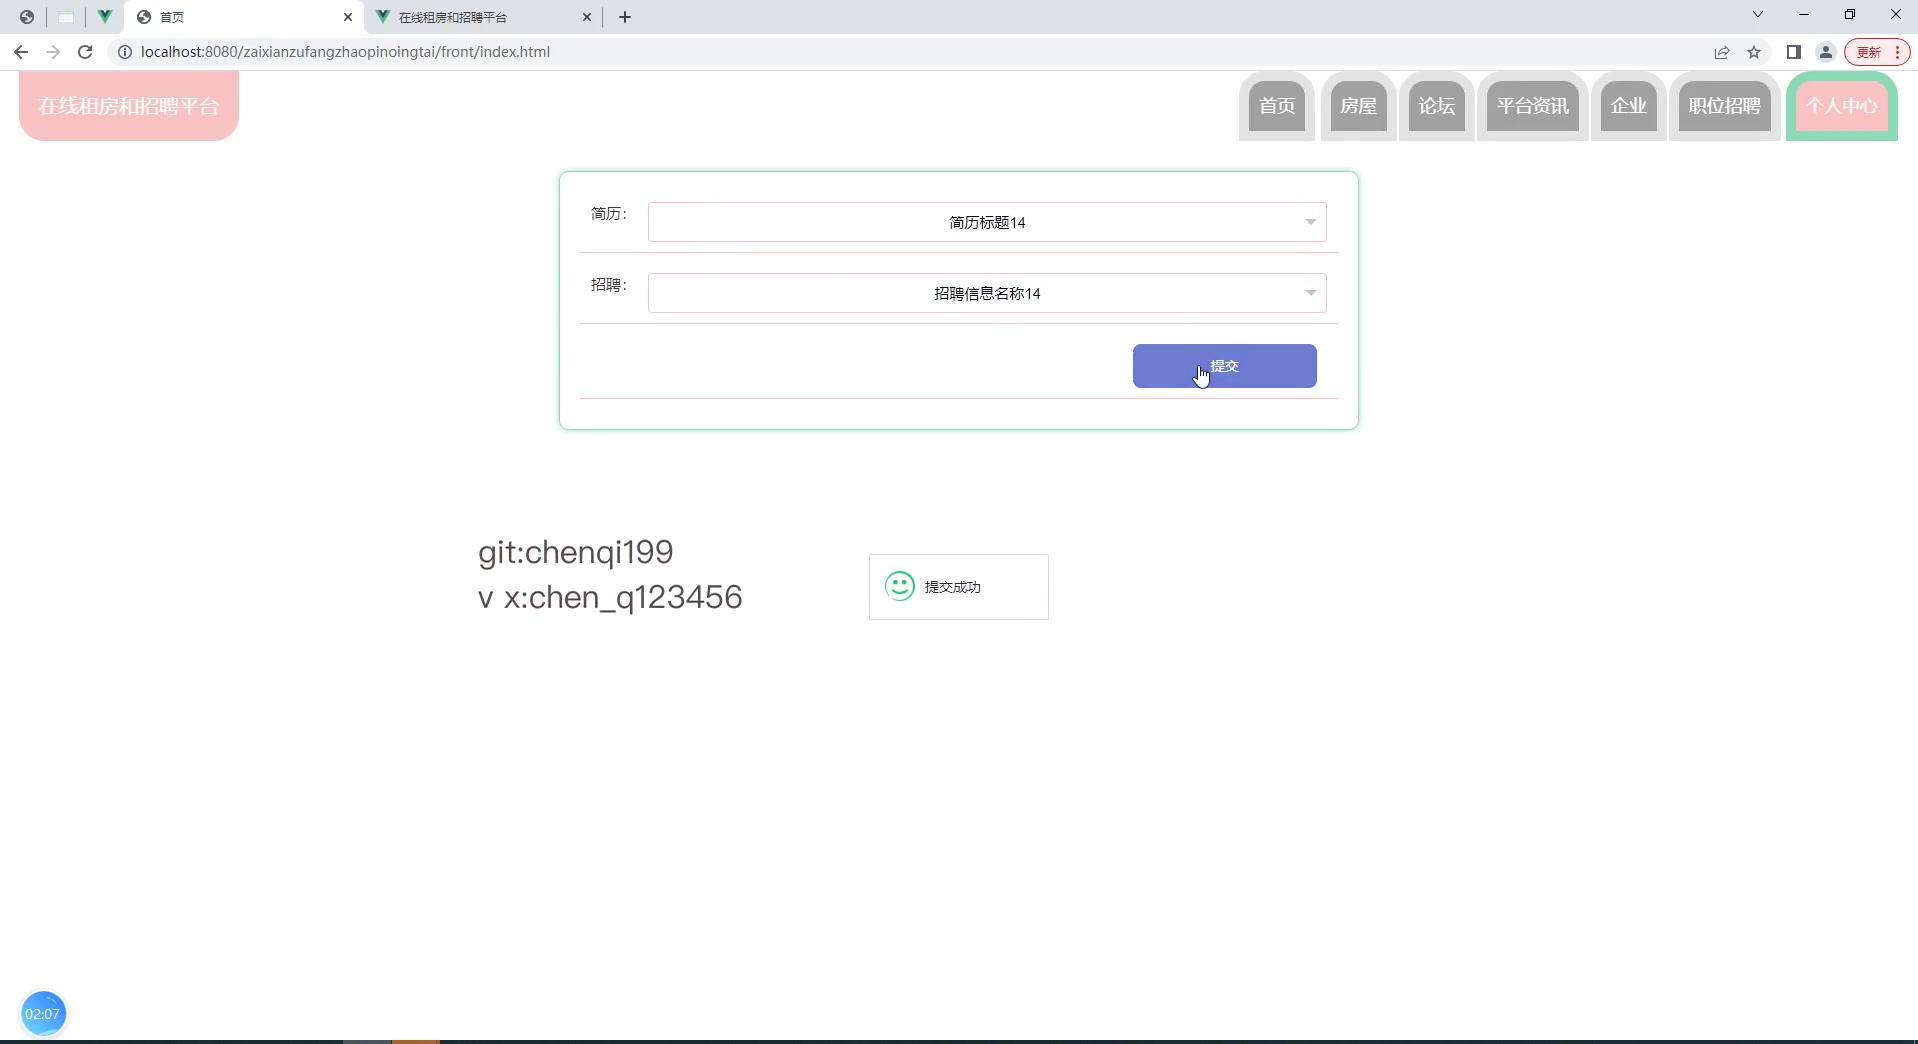 首页
在线租房和招聘平台
localhost:8080/zaixianzufangzhaopinoingtai/front/index.html
更新
在线租房和招聘平台
首页
房屋
论坛
平台资讯
企业
职位招聘
个人中心
简历：
简历标题14
招聘：
招聘信息名称14
提交
git:chenqi199
v x:chen_q123456
提交成功
02:07